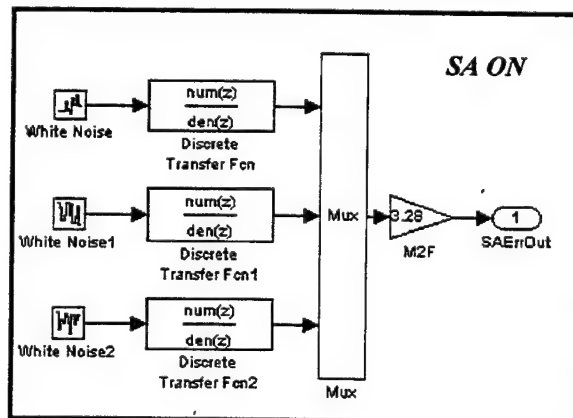 SA ON
White Noise
num(z)
den(z)
Discrete
Transfer Fcn
White Noise1
num(z)
den(z)
Discrete
Transfer Fcn1
White Noise2
num(z)
den(z)
Discrete
Transfer Fcn2
Mux
Mux
3.28
M2F
1
SAErrOut